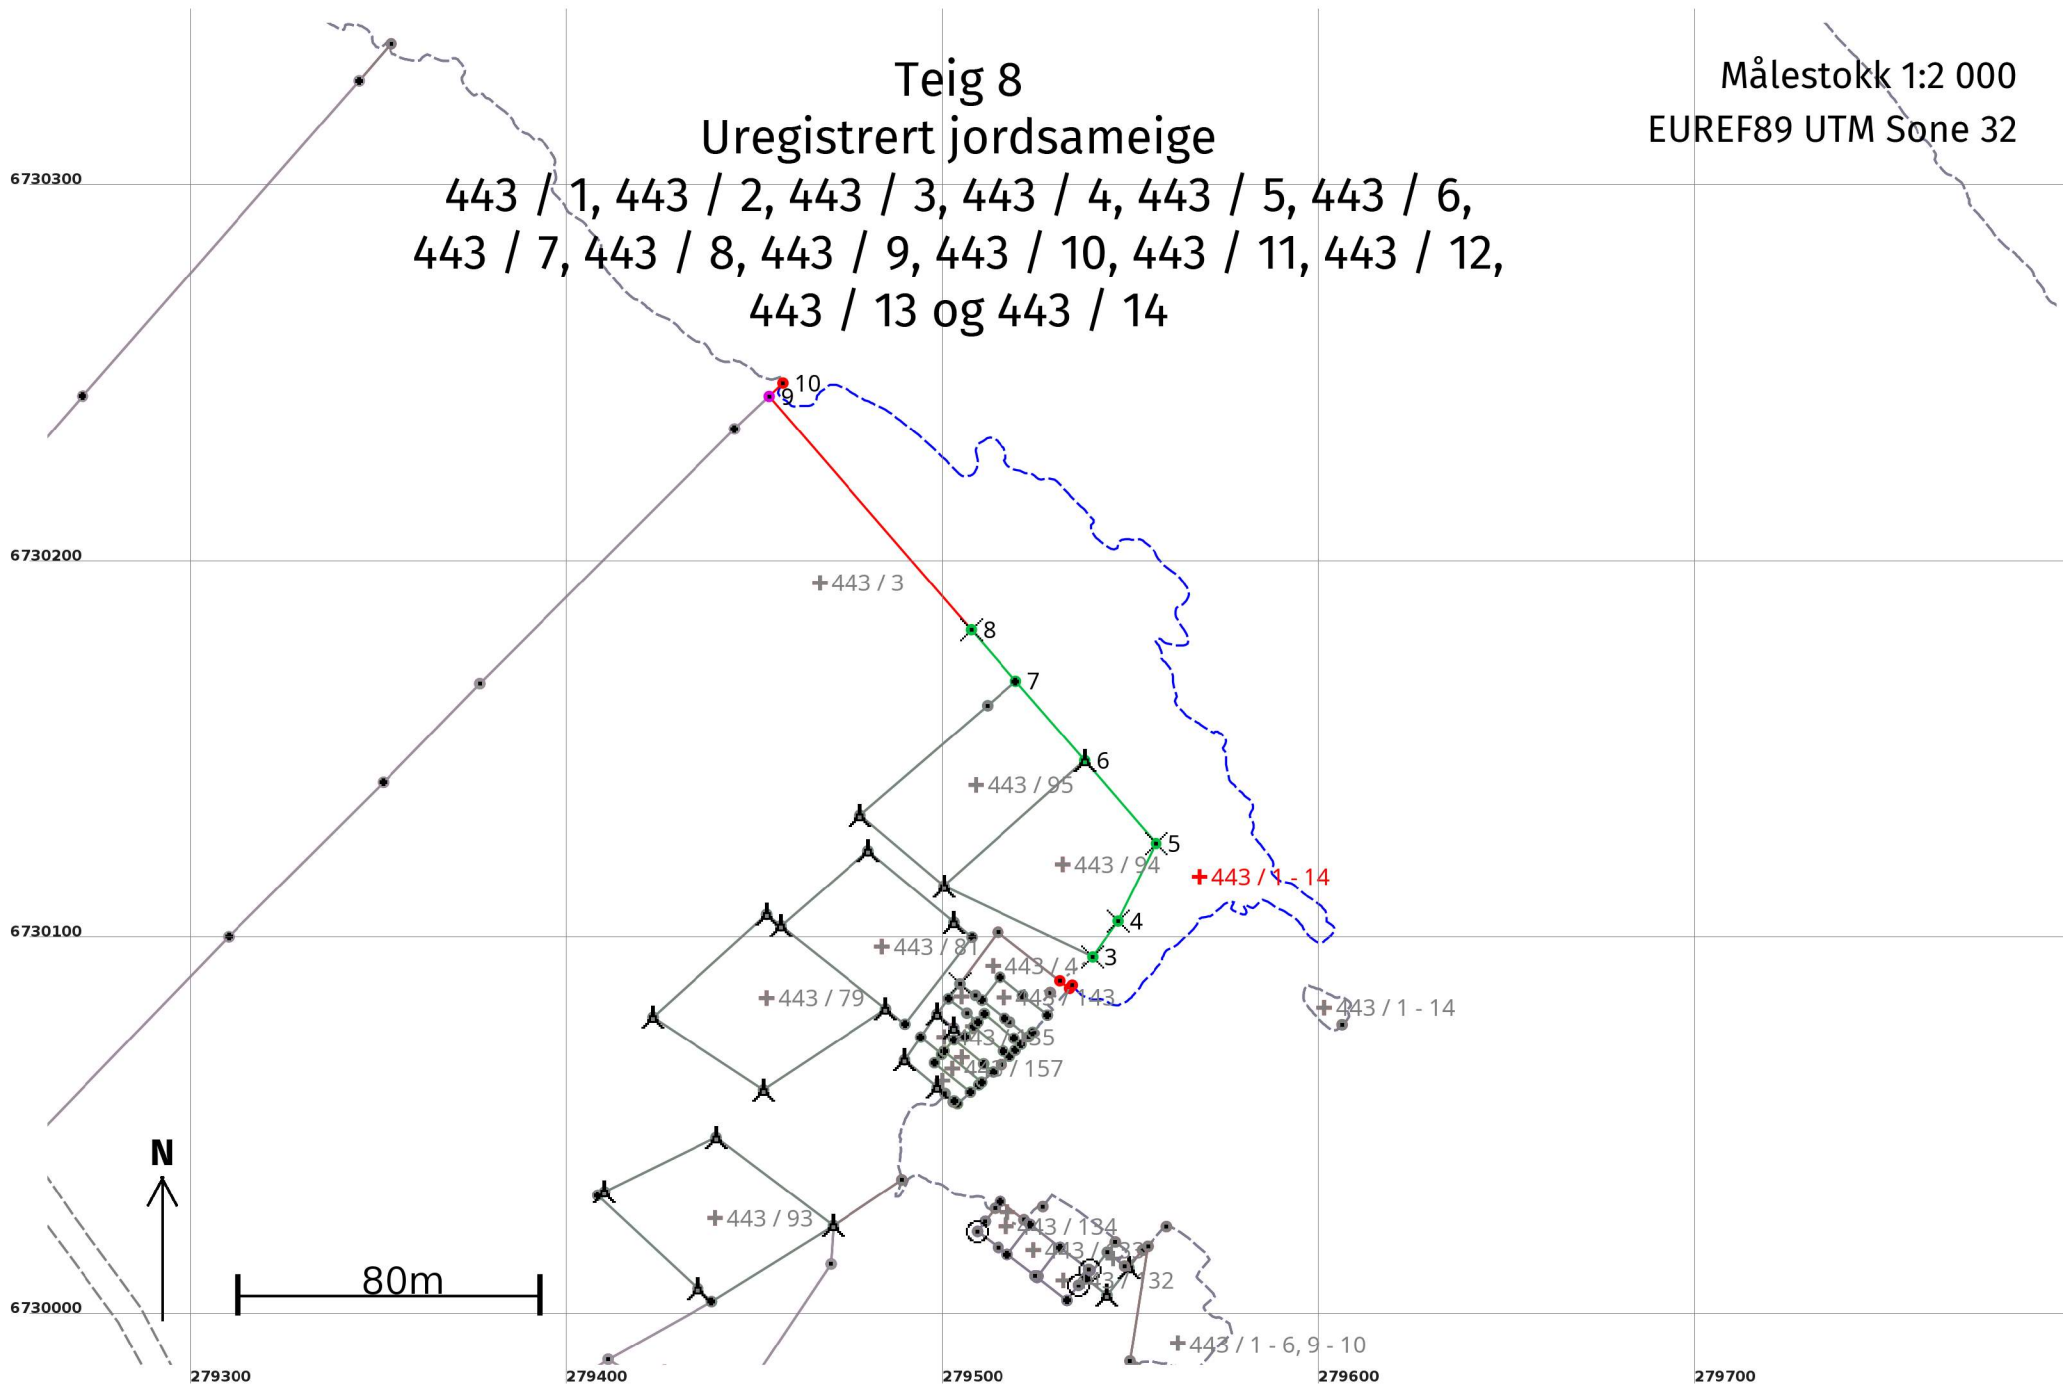 Teig 8
Uregistrert jordsameige
443 / 1, 443 / 2, 443 / 3, 443 / 4, 443 / 5, 443 / 6,
443 / 7, 443 / 8, 443 / 9, 443 / 10, 443 / 11, 443 / 12,
443 / 13 og 443 / 14
Målestokk 1:2 000
EUREF89 UTM Sone 32
6730300
10
9
6730200
443 / 3
8
7
6
443 / 95
5
443 / 94
443 / 1 - 14
4
6730100
443 / 81
3
443 / 4
443 / 79
443 / 143
443 / 1 - 14
443 / 157
N
443 / 93
443 / 134
80m
6730000
443 / 1 - 6, 9 - 10
279300
279400
279500
279600
279700